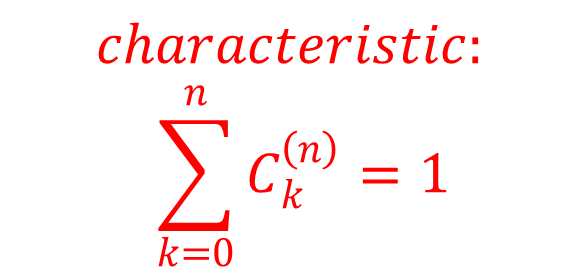 characteristic:
n
∑ C_k^{(n)} = 1
k=0